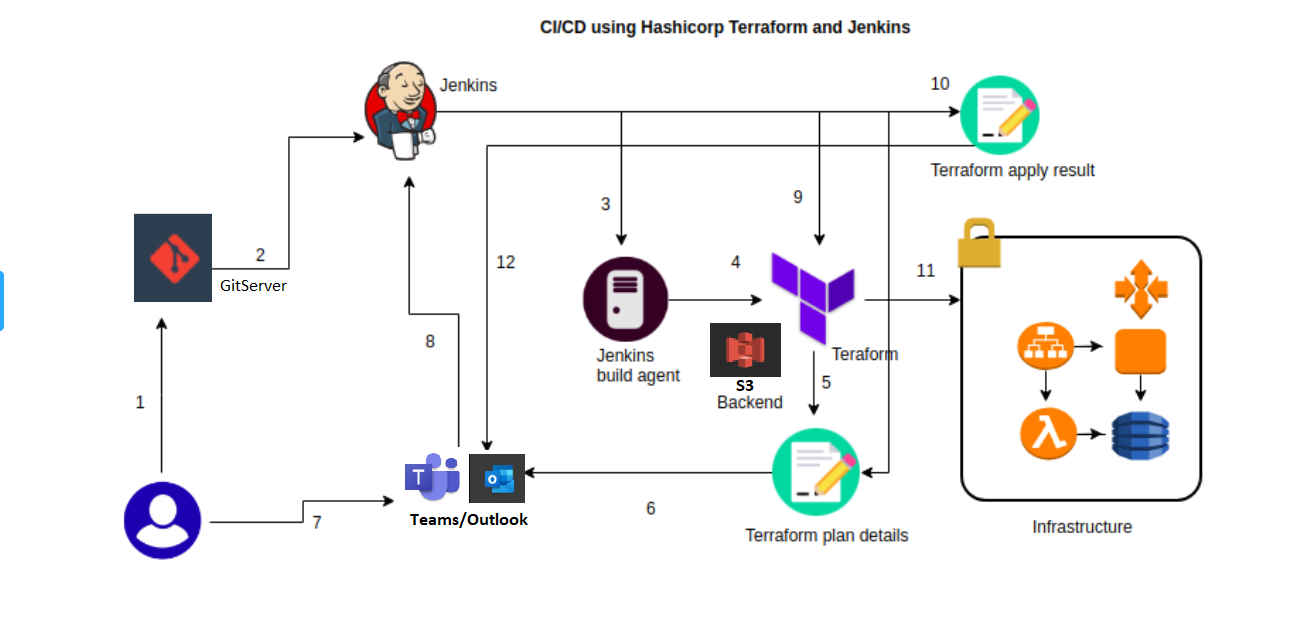 CI/CD using Hashicorp Terraform and Jenkins
Jenkins
10
Terraform apply result
3
9
2
GitServer
12
4
11
8
Jenkins
build agent
Teraform
S3
Backend
5
1
T
o
Teams/Outlook
7
6
Terraform plan details
Infrastructure
λ